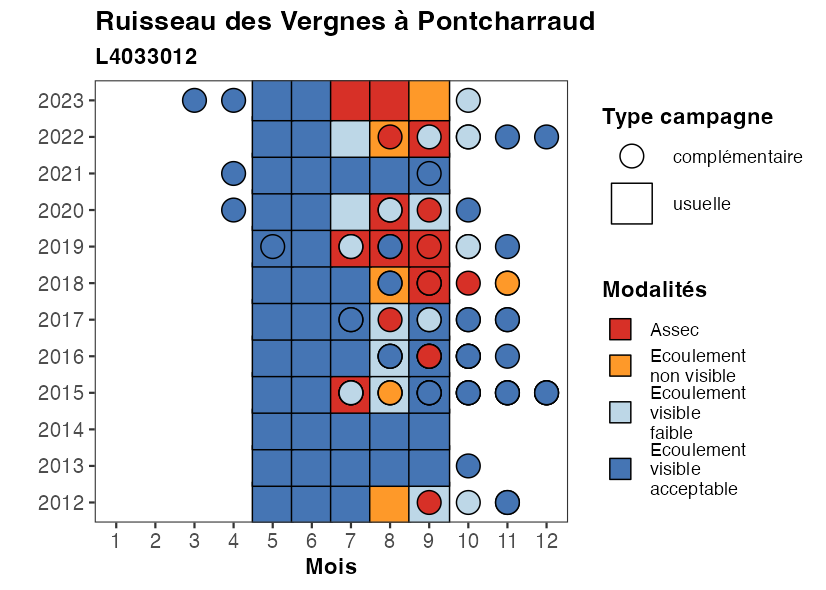 Ruisseau des Vergnes à Pontcharraud
L4033012
2023
2022
2021
2020
2019
2018
2017
2016
2015
2014
2013
2012
1 2 3 4 5 6 7 8 9 10 11 12
Mois
Type campagne
complémentaire
usuelle
Modalités
Assec
Ecoulement
non visible
Ecoulement
visible
faible
Ecoulement
visible
acceptable